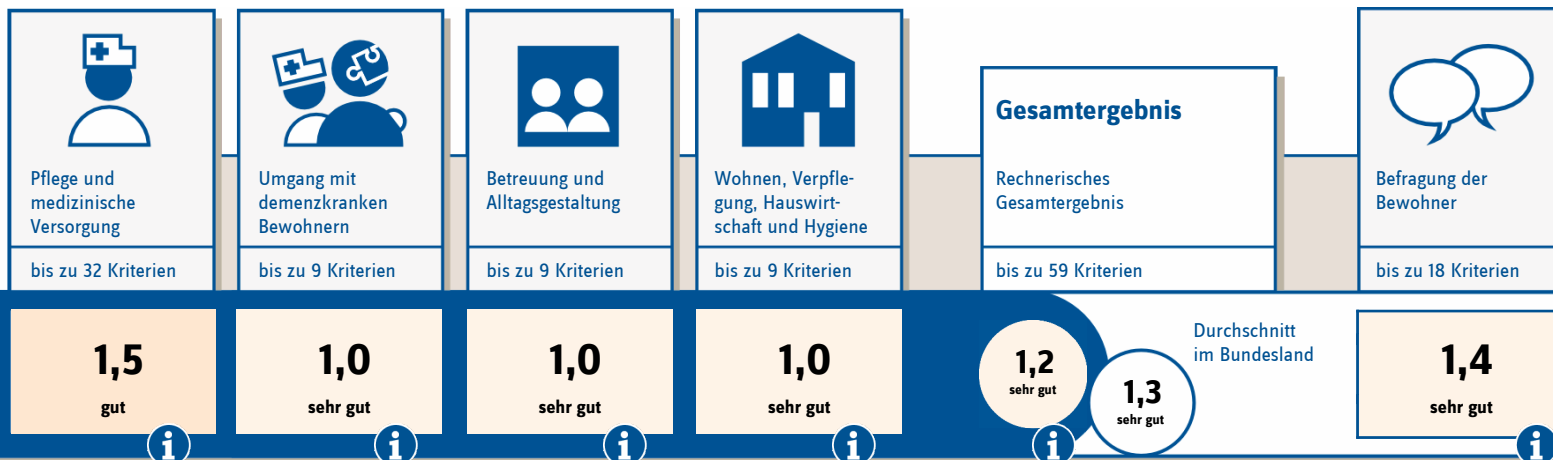 Pflege und
medizinische
Versorgung
bis zu 32 Kriterien
1,5
gut
Umgang mit
demenzkranken
Bewohnern
bis zu 9 Kriterien
1,0
sehr gut
Betreuung und
Alltagsgestaltung
bis zu 9 Kriterien
1,0
sehr gut
Wohnen, Verpfle-
gung, Hauswirt-
schaft und Hygiene
bis zu 9 Kriterien
1,0
sehr gut
Gesamtergebnis
Rechnerisches
Gesamtergebnis
bis zu 59 Kriterien
1,2
sehr gut
1,3
sehr gut
Durchschnitt
im Bundesland
Befragung der
Bewohner
bis zu 18 Kriterien
1,4
sehr gut